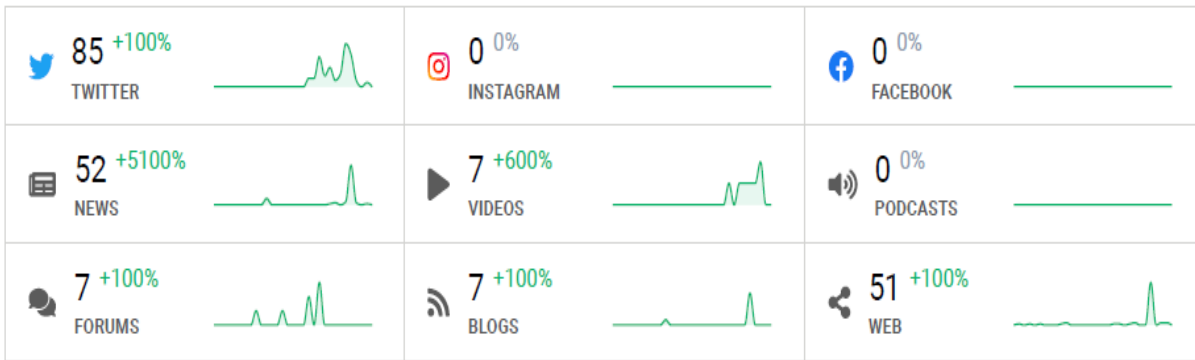 85 +100%
TWITTER
0 0%
INSTAGRAM
0 0%
FACEBOOK
52 +5100%
NEWS
7 +600%
VIDEOS
0 0%
PODCASTS
7 +100%
FORUMS
7 +100%
BLOGS
51 +100%
WEB